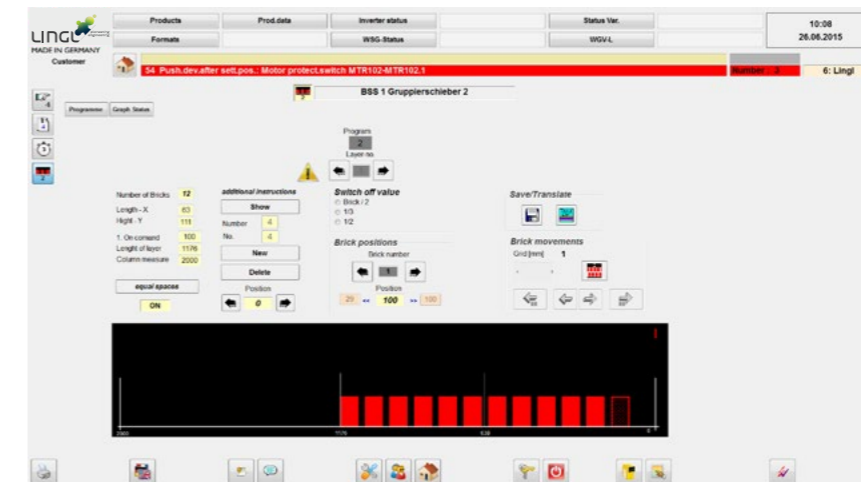 LINGL
MADE IN GERMANY
Customer
Products
Prod.data
Inverter status
Status Var.
Formate
WSG-Status
WGV-L
10:08
26.06.2015
54 Push.dev.after sett.pos.: Motor protect.switch MTR102-MTR102.1
Number : 3
6: Lingl
BSS 1 Gruppierschieber 2
Programme
Graph Status
Program
2
Layer no.
Number of Bricks 12
Length - X 63
Hight - Y 111
1. On comand 100
Lenght of layer 1176
Column measure 2000
equal spaces
ON
additional instructions
Show
Number 4
No. 4
New
Delete
Position
0
Switch off value
Brick / 2
1/3
1/2
Brick positions
Brick number
1
Position
29 << 100 >> 100
Save/Translate
Brick movements
Grid [mm] 1
2000
1176
0